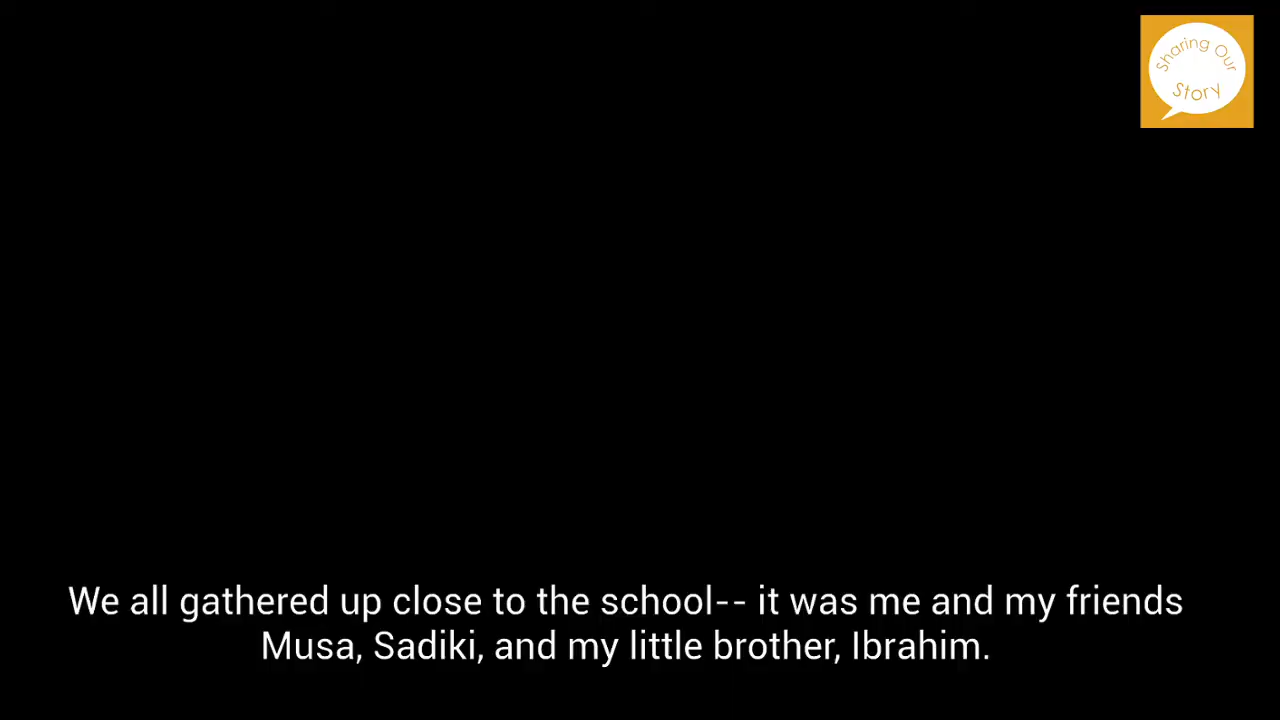 Sharing Our
Story
We all gathered up close to the school-- it was me and my friends
Musa, Sadiki, and my little brother, Ibrahim.